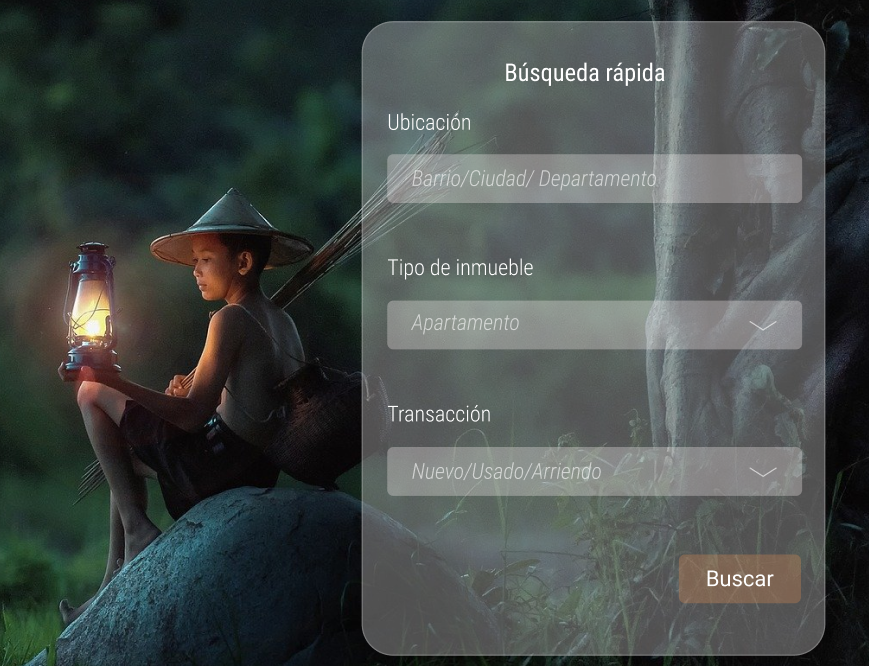 Búsqueda rápida
Ubicación
Barrio/Ciudad/ Departamento
Tipo de inmueble
Apartamento
Transacción
Nuevo/Usado/Arriendo
Buscar